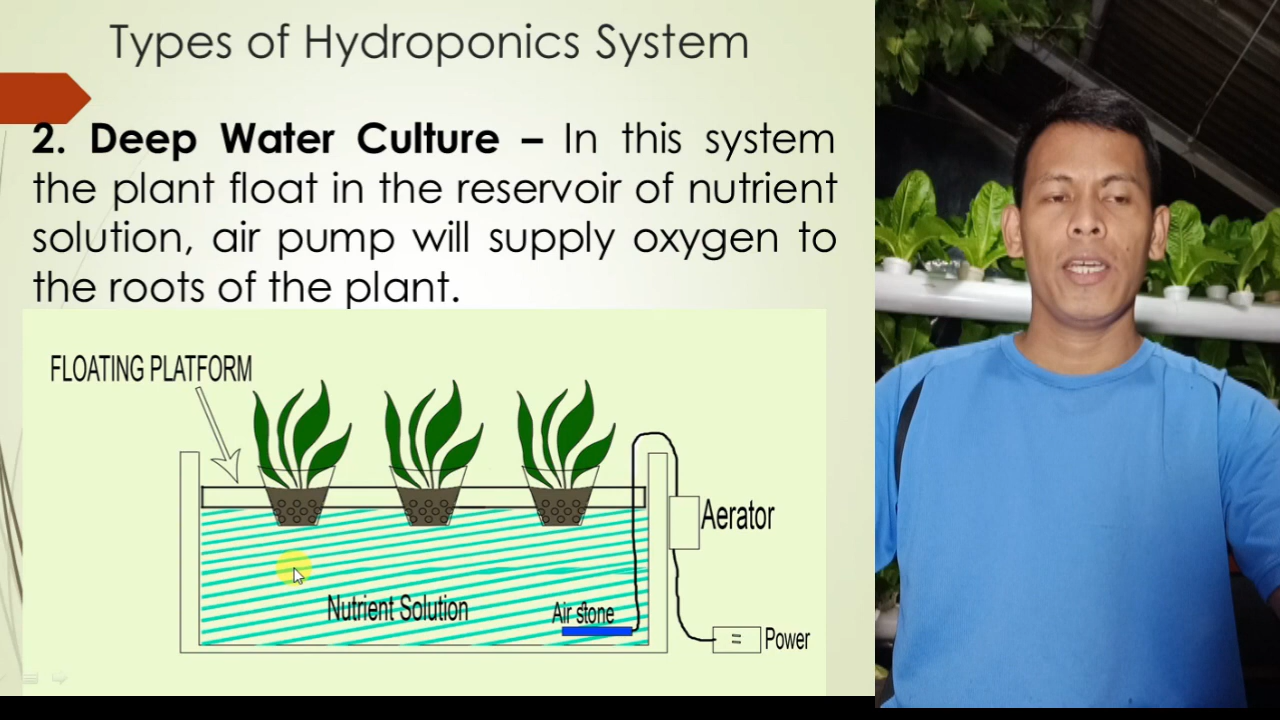 Types of Hydroponics System
2. Deep Water Culture – In this system
the plant float in the reservoir of nutrient
solution, air pump will supply oxygen to
the roots of the plant.
FLOATING PLATFORM
Aerator
Nutrient Solution
Air stone
=
Power